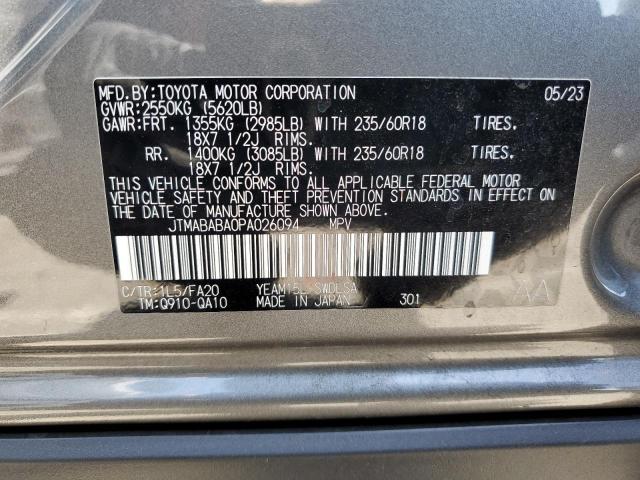 MFD. BY: TOYOTA MOTOR CORPORATION 05/23
GVWR: 2550KG (5620LB)
GAWR: FRT. 1355KG (2985LB) WITH 235/60R18 TIRES.
18X7 1/2J RIMS.
RR. 1400KG (3085LB) WITH 235/60R18 TIRES.
18X7 1/2J RIMS.
THIS VEHICLE CONFORMS TO ALL APPLICABLE FEDERAL MOTOR
VEHICLE SAFETY AND THEFT PREVENTION STANDARDS IN EFFECT ON
THE DATE OF MANUFACTURE SHOWN ABOVE.
JTMABABA0PA026094 MPV
C/TR: 1L5/FA20
TM: Q910-QA10 MADE IN JAPAN 301